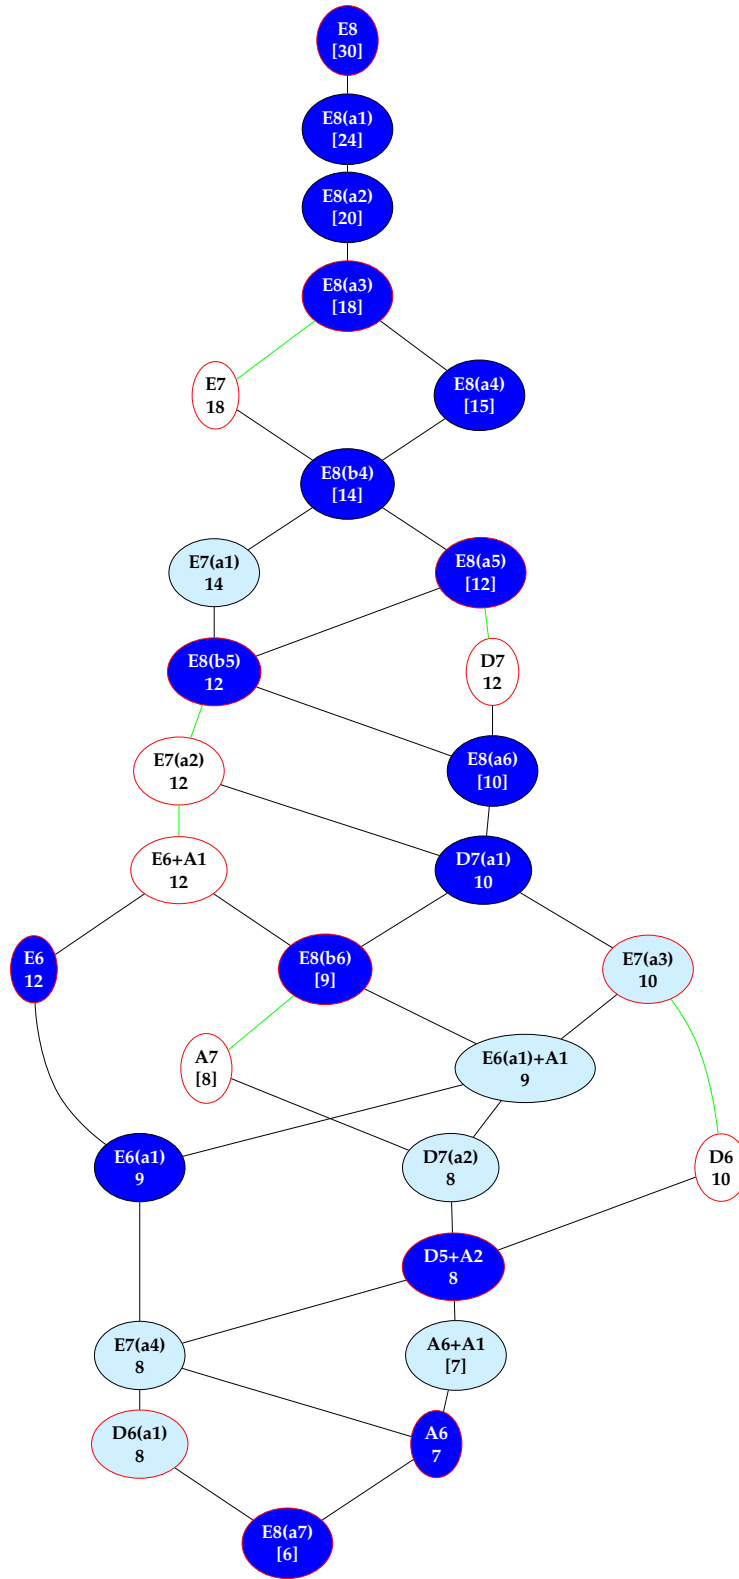 E8
[30]
E8(a1)
[24]
E8(a2)
[20]
E8(a3)
[18]
E7
18
E8(a4)
[15]
E8(b4)
[14]
E7(a1)
14
E8(a5)
[12]
E8(b5)
12
D7
12
E7(a2)
12
E8(a6)
[10]
E6+A1
12
D7(a1)
10
E6
12
E8(b6)
[9]
E7(a3)
10
A7
[8]
E6(a1)+A1
9
E6(a1)
9
D7(a2)
8
D6
10
D5+A2
8
E7(a4)
8
A6+A1
[7]
D6(a1)
8
A6
7
E8(a7)
[6]